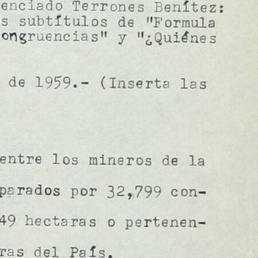 enciado Terrones Benítez:
s subtítulos de "Formula
ongruencias" y "¿Quiénes
de 1959.- (Inserta las
entre los mineros de la
parados por 32,799 con-
49 hectaras o pertenen-
ras del País.